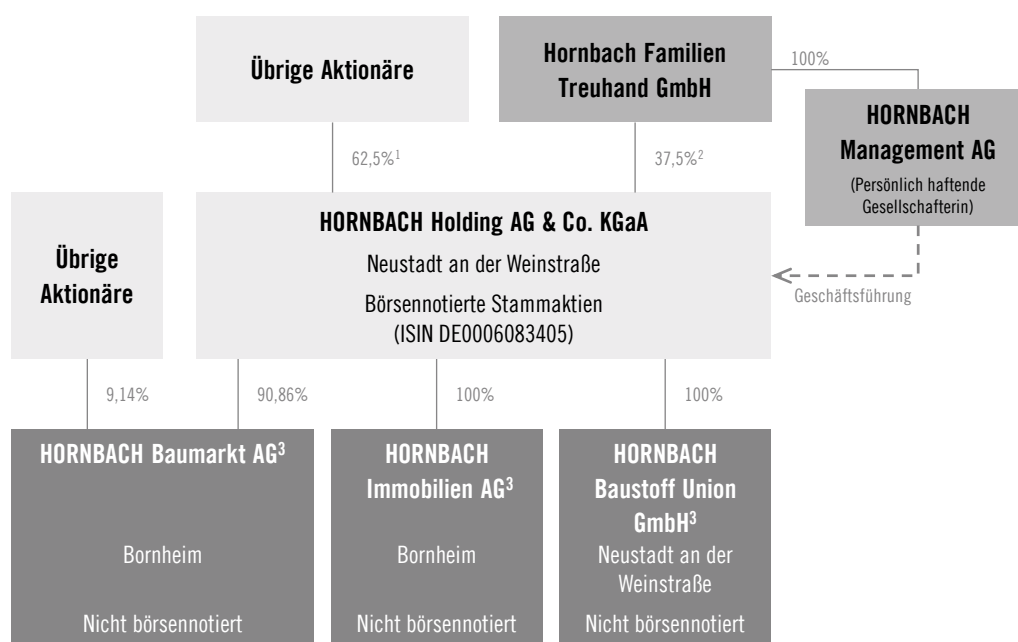 Übrige Aktionäre
Hornbach Familien
Treuhand GmbH
100%
HORNBACH
Management AG
(Persönlich haftende
Gesellschafterin)
62,5%¹
37,5%²
HORNBACH Holding AG & Co. KGaA
Neustadt an der Weinstraße
Börsennotierte Stammaktien
(ISIN DE0006083405)
Geschäftsführung
Übrige
Aktionäre
9,14%
90,86%
100%
100%
HORNBACH Baumarkt AG³
Bornheim
Nicht börsennotiert
HORNBACH
Immobilien AG³
Bornheim
Nicht börsennotiert
HORNBACH
Baustoff Union
GmbH³
Neustadt an der
Weinstraße
Nicht börsennotiert